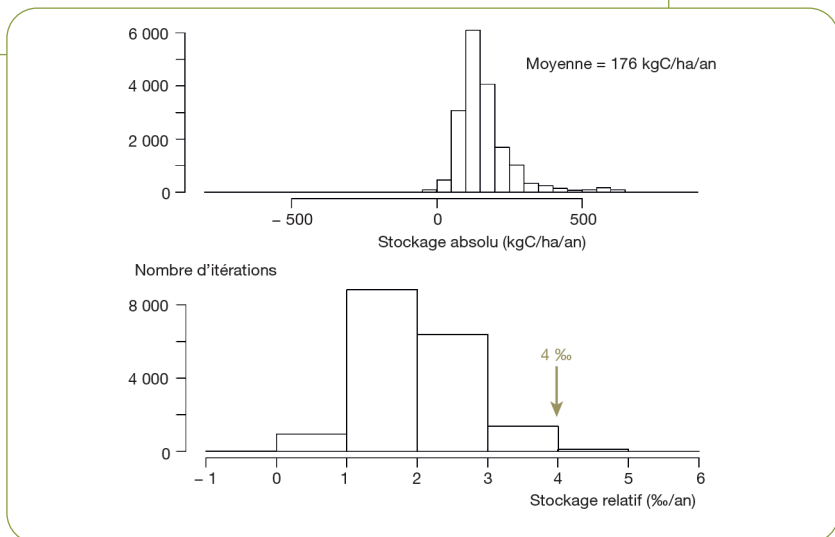 6 000
Moyenne = 176 kgC/ha/an
4 000
2 000
0
– 500 0 500
Stockage absolu (kgC/ha/an)
Nombre d'itérations
8 000
4 ‰
4 000
0
– 1 0 1 2 3 4 5 6
Stockage relatif (‰/an)